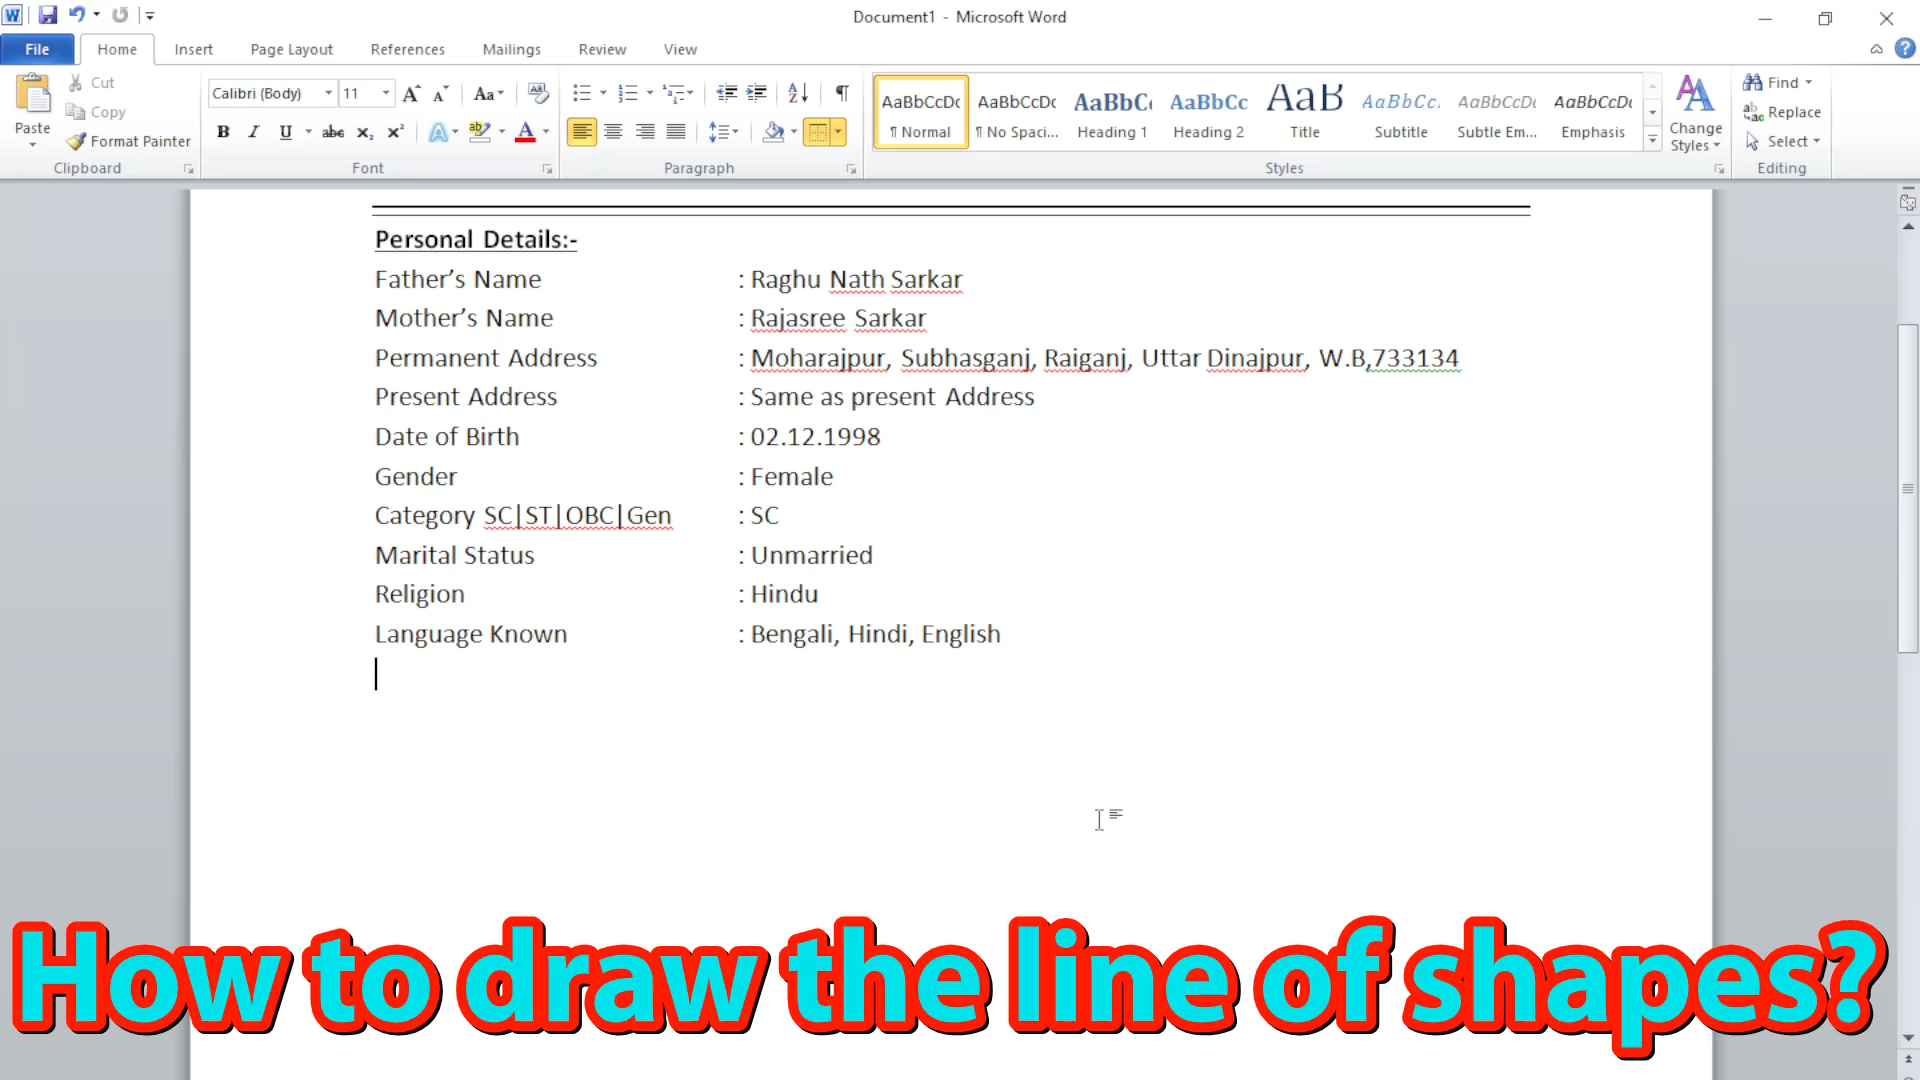 Document1 - Microsoft Word
File Home Insert Page Layout References Mailings Review View
Paste
Cut
Copy
Format Painter
Clipboard
Calibri (Body) 11
Font
Paragraph
AaBbCcDc AaBbCcDc AaBbC AaBbCc AaB AaBbCc. AaBbCcDc AaBbCcDc
¶ Normal ¶ No Spaci... Heading 1 Heading 2 Title Subtitle Subtle Em... Emphasis
Change Styles
Styles
Find
Replace
Select
Editing
Personal Details:-
Father’s Name : Raghu Nath Sarkar
Mother’s Name : Rajasree Sarkar
Permanent Address : Moharajpur, Subhasganj, Raiganj, Uttar Dinajpur, W.B,733134
Present Address : Same as present Address
Date of Birth : 02.12.1998
Gender : Female
Category SC|ST|OBC|Gen : SC
Marital Status : Unmarried
Religion : Hindu
Language Known : Bengali, Hindi, English
How to draw the line of shapes?